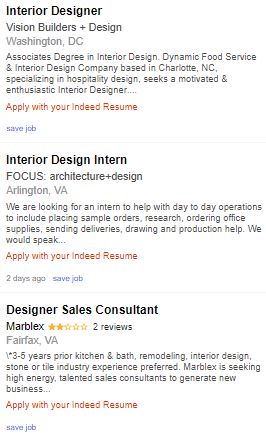 Interior Designer
Vision Builders + Design
Washington, DC
Associates Degree in Interior Design. Dynamic Food Service
& Interior Design Company based in Charlotte, NC,
specializing in hospitality design, seeks a motivated &
enthusiastic Interior Designer....
Apply with your Indeed Resume
save job
Interior Design Intern
FOCUS: architecture+design
Arlington, VA
We are looking for an intern to help with day to day operations
to include placing sample orders, research, ordering office
supplies, sending deliveries, drawing and production help. We
would speak...
Apply with your Indeed Resume
2 days ago save job
Designer Sales Consultant
Marblex 2 reviews
Fairfax, VA
\*3-5 years prior kitchen & bath, remodeling, interior design,
stone or tile industry experience preferred. Marblex is seeking
high energy, talented sales consultants to generate new
business...
Apply with your Indeed Resume
save job